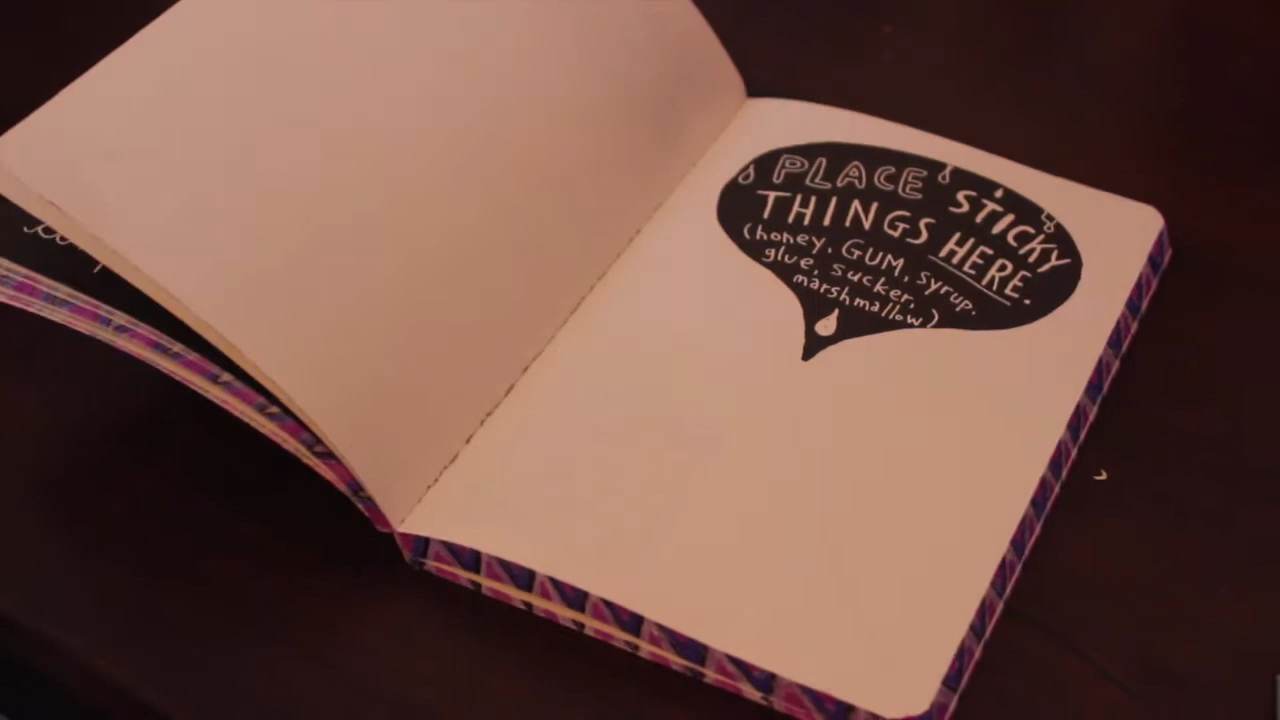 PLACE STICKY
THINGS HERE.
(honey, GUM, syrup,
glue, sucker,
marshmallow)